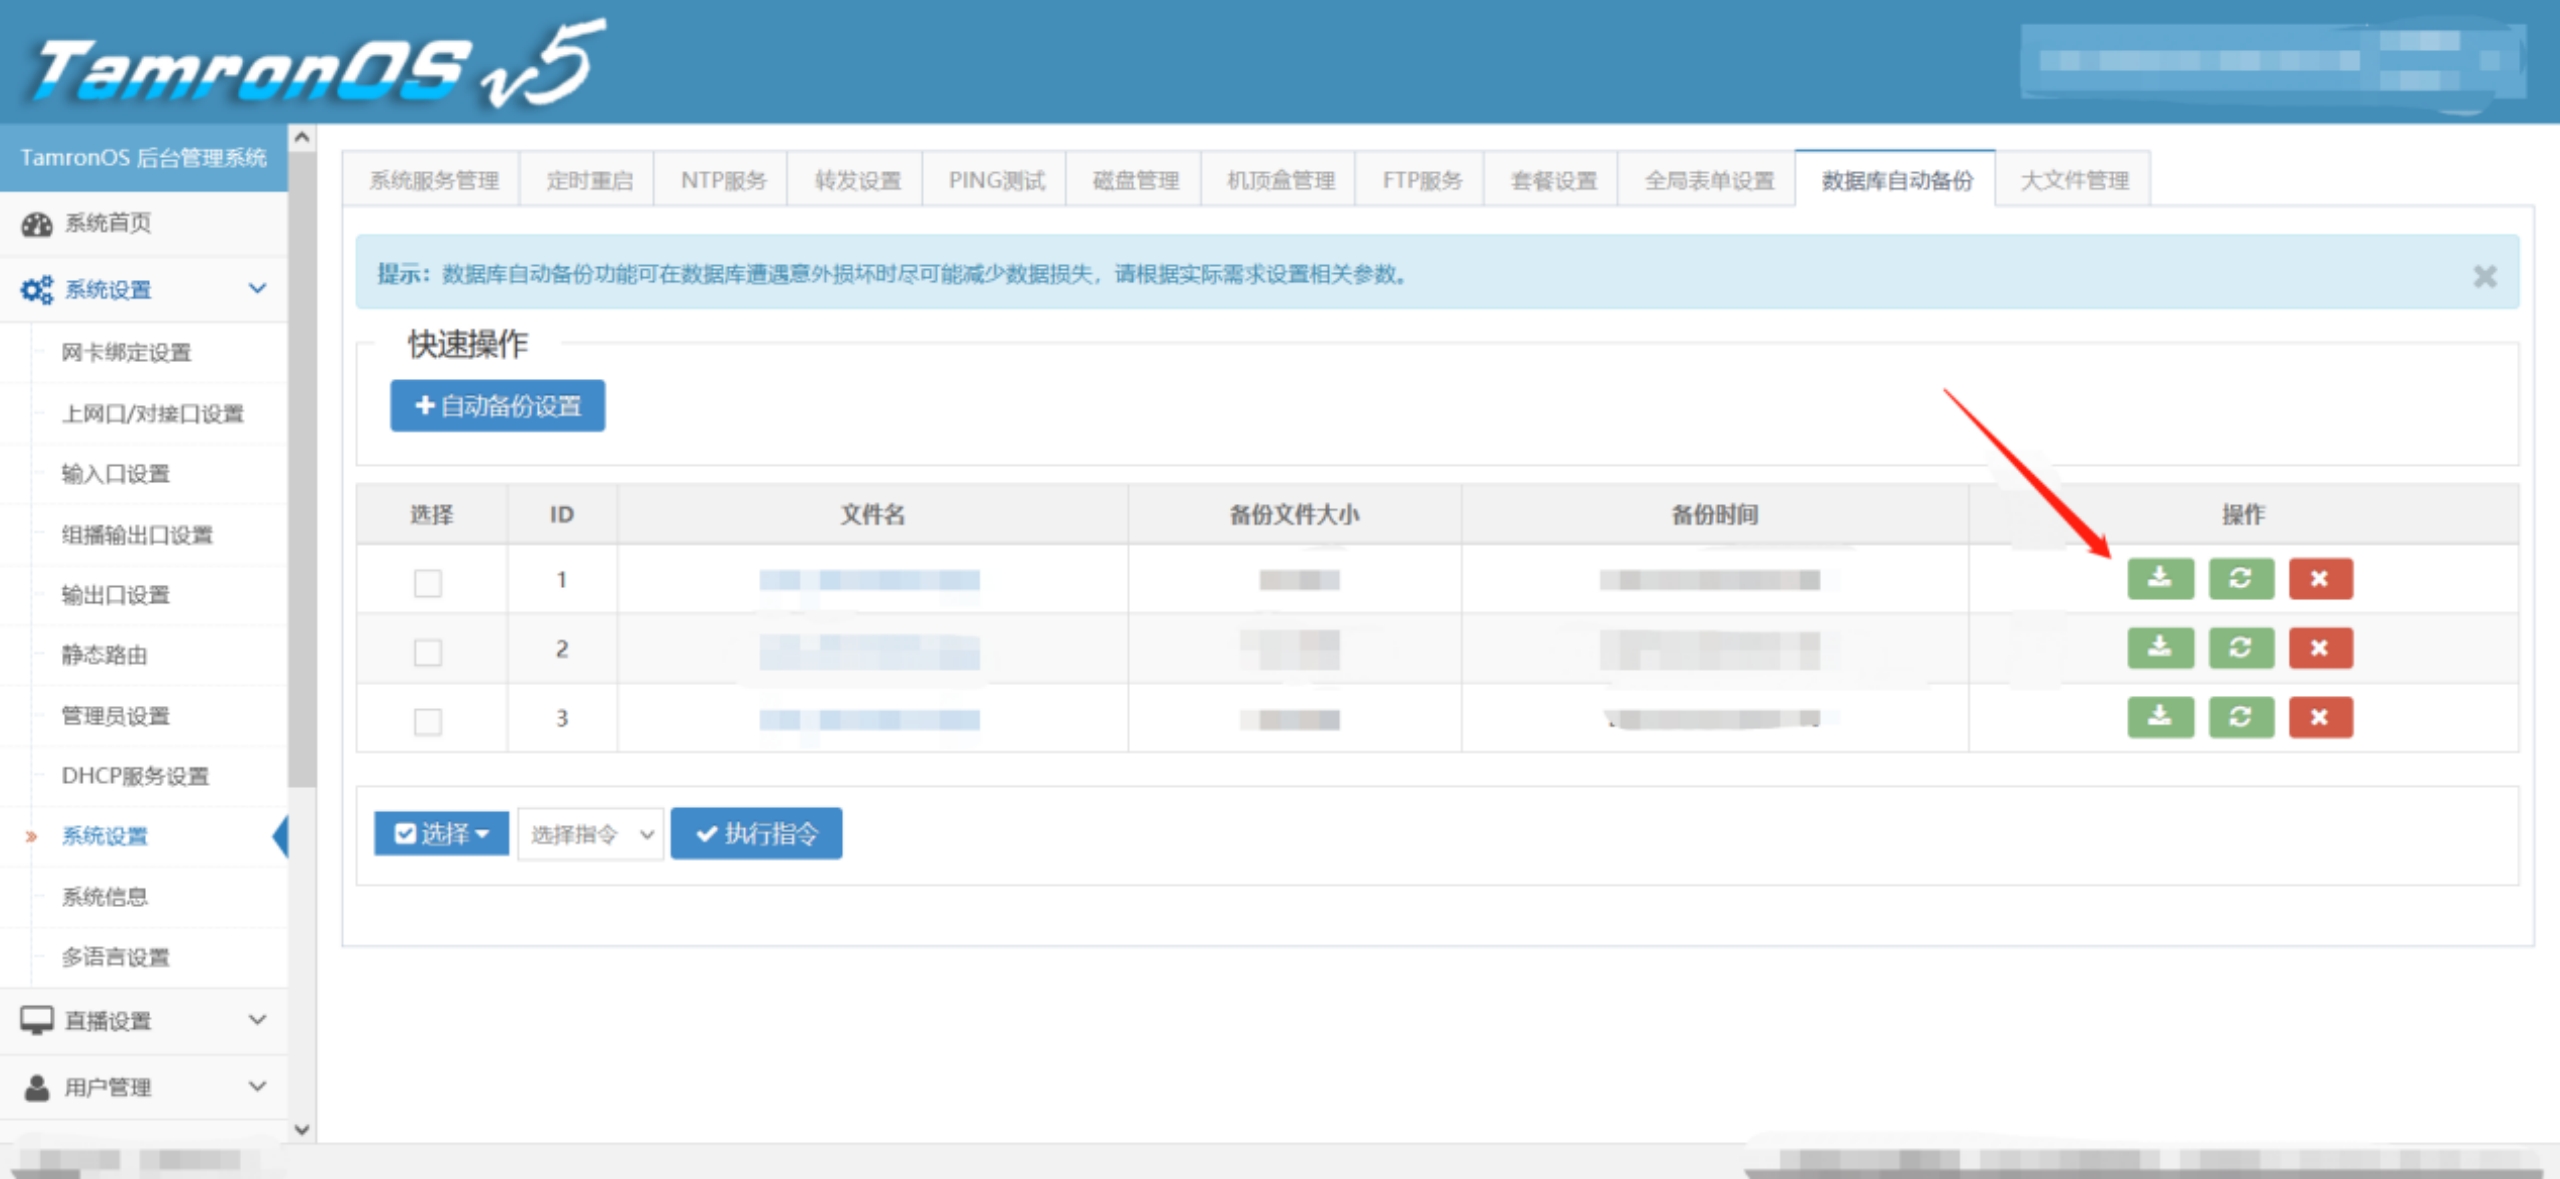 TamronOS v5
TamronOS 后台管理系统
系统首页
系统设置
网卡绑定设置
上网口/对接口设置
输入口设置
组播输出口设置
输出口设置
静态路由
管理员设置
DHCP服务设置
系统设置
系统信息
多语言设置
直播设置
用户管理
系统服务管理 定时重启 NTP服务 转发设置 PING测试 磁盘管理 机顶盒管理 FTP服务 套餐设置 全局表单设置 数据库自动备份 大文件管理
提示：数据库自动备份功能可在数据库遭遇意外损坏时尽可能减少数据损失，请根据实际需求设置相关参数。
快速操作
自动备份设置
选择 ID 文件名 备份文件大小 备份时间 操作
1
2
3
选择 选择指令 执行指令